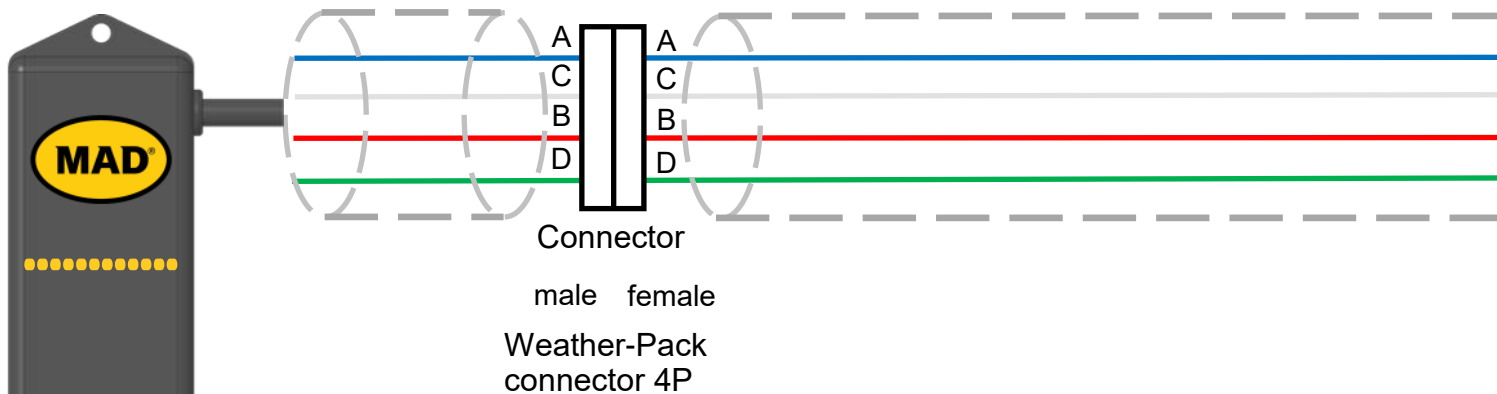 MAD®
A A
C C
B B
D D
Connector
male female
Weather-Pack
connector 4P